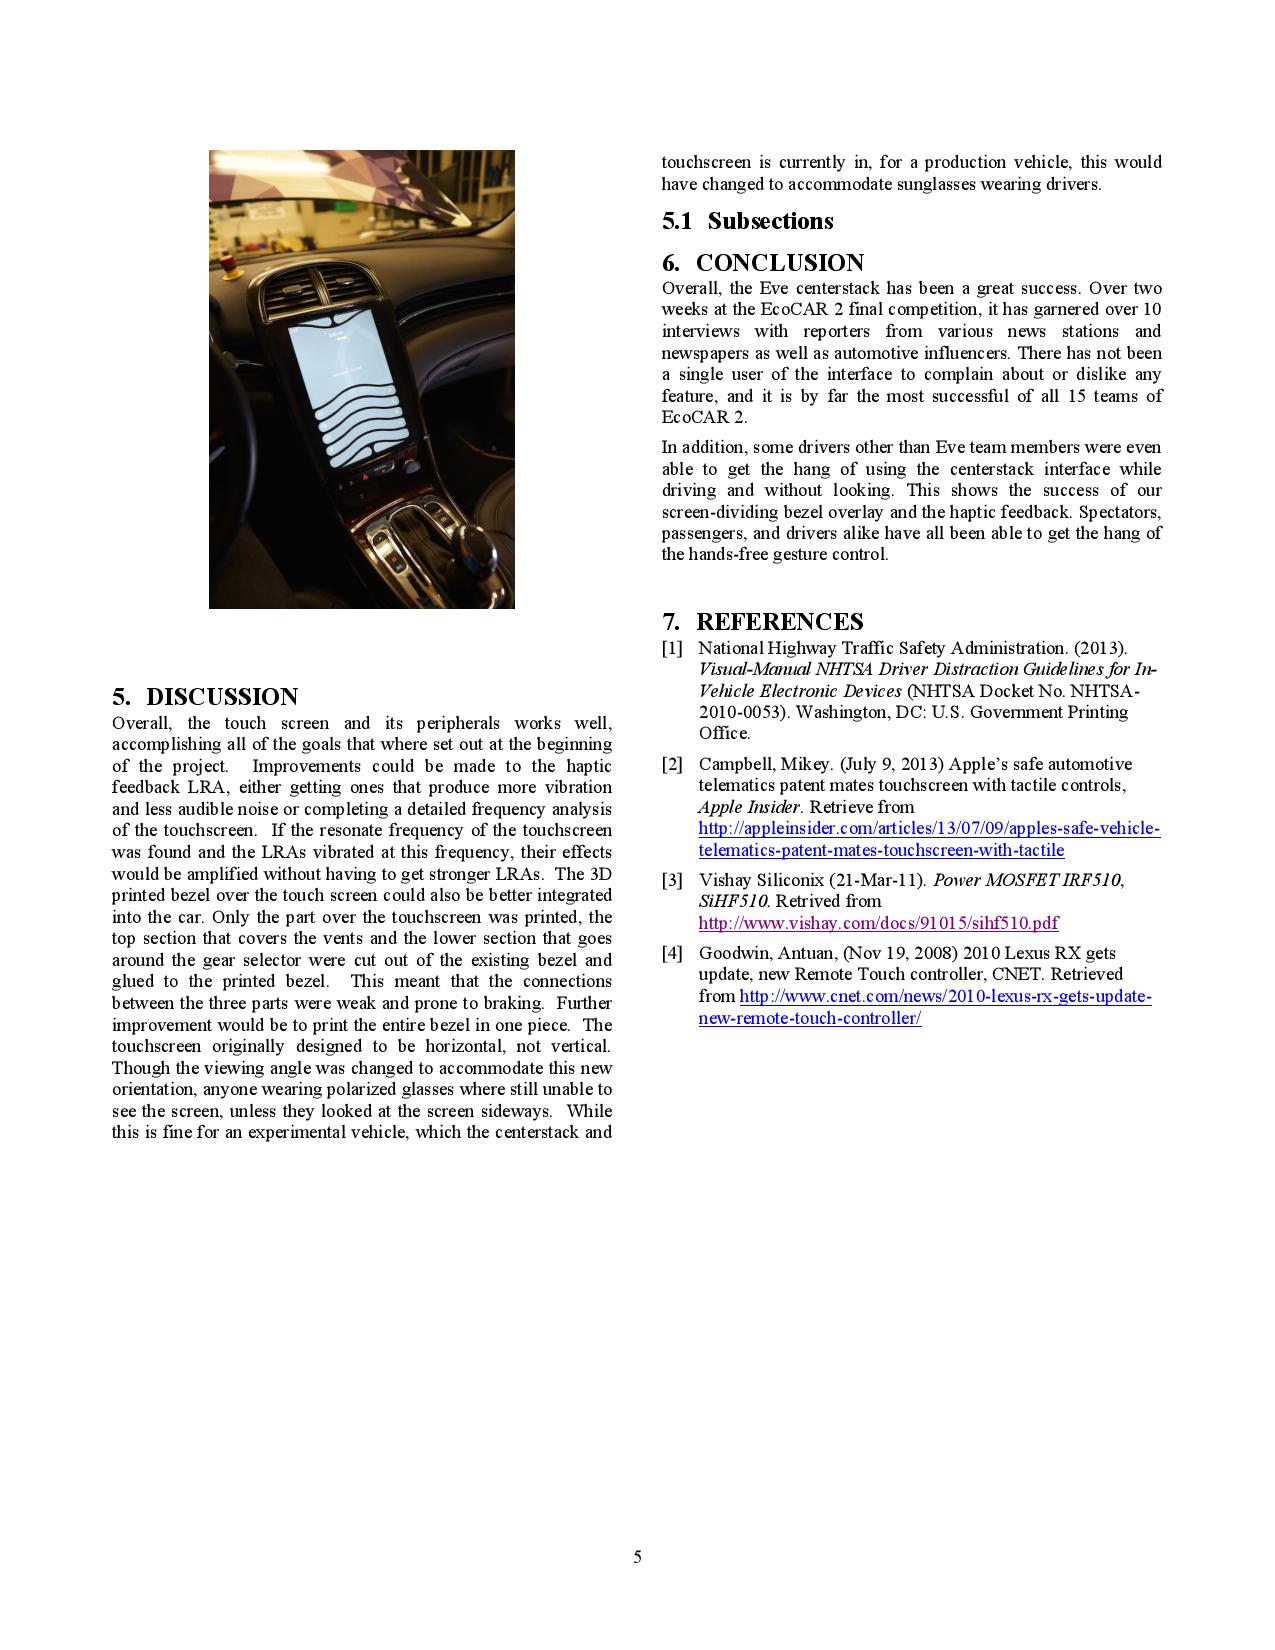 5. DISCUSSION
Overall, the touch screen and its peripherals works well,
accomplishing all of the goals that where set out at the beginning
of the project. Improvements could be made to the haptic
feedback LRA, either getting ones that produce more vibration
and less audible noise or completing a detailed frequency analysis
of the touchscreen. If the resonate frequency of the touchscreen
was found and the LRAs vibrated at this frequency, their effects
would be amplified without having to get stronger LRAs. The 3D
printed bezel over the touch screen could also be better integrated
into the car. Only the part over the touchscreen was printed, the
top section that covers the vents and the lower section that goes
around the gear selector were cut out of the existing bezel and
glued to the printed bezel. This meant that the connections
between the three parts were weak and prone to braking. Further
improvement would be to print the entire bezel in one piece. The
touchscreen originally designed to be horizontal, not vertical.
Though the viewing angle was changed to accommodate this new
orientation, anyone wearing polarized glasses where still unable to
see the screen, unless they looked at the screen sideways. While
this is fine for an experimental vehicle, which the centerstack and
touchscreen is currently in, for a production vehicle, this would
have changed to accommodate sunglasses wearing drivers.
5.1 Subsections
6. CONCLUSION
Overall, the Eve centerstack has been a great success. Over two
weeks at the EcoCAR 2 final competition, it has garnered over 10
interviews with reporters from various news stations and
newspapers as well as automotive influencers. There has not been
a single user of the interface to complain about or dislike any
feature, and it is by far the most successful of all 15 teams of
EcoCAR 2.
In addition, some drivers other than Eve team members were even
able to get the hang of using the centerstack interface while
driving and without looking. This shows the success of our
screen-dividing bezel overlay and the haptic feedback. Spectators,
passengers, and drivers alike have all been able to get the hang of
the hands-free gesture control.
7. REFERENCES
[1] National Highway Traffic Safety Administration. (2013).
Visual-Manual NHTSA Driver Distraction Guidelines for In-
Vehicle Electronic Devices (NHTSA Docket No. NHTSA-
2010-0053). Washington, DC: U.S. Government Printing
Office.
[2] Campbell, Mikey. (July 9, 2013) Apple’s safe automotive
telematics patent mates touchscreen with tactile controls,
Apple Insider. Retrieve from
http://appleinsider.com/articles/13/07/09/apples-safe-vehicle-
telematics-patent-mates-touchscreen-with-tactile
[3] Vishay Siliconix (21-Mar-11). Power MOSFET IRF510,
SiHF510. Retrived from
http://www.vishay.com/docs/91015/sihf510.pdf
[4] Goodwin, Antuan, (Nov 19, 2008) 2010 Lexus RX gets
update, new Remote Touch controller, CNET. Retrieved
from http://www.cnet.com/news/2010-lexus-rx-gets-update-
new-remote-touch-controller/
5